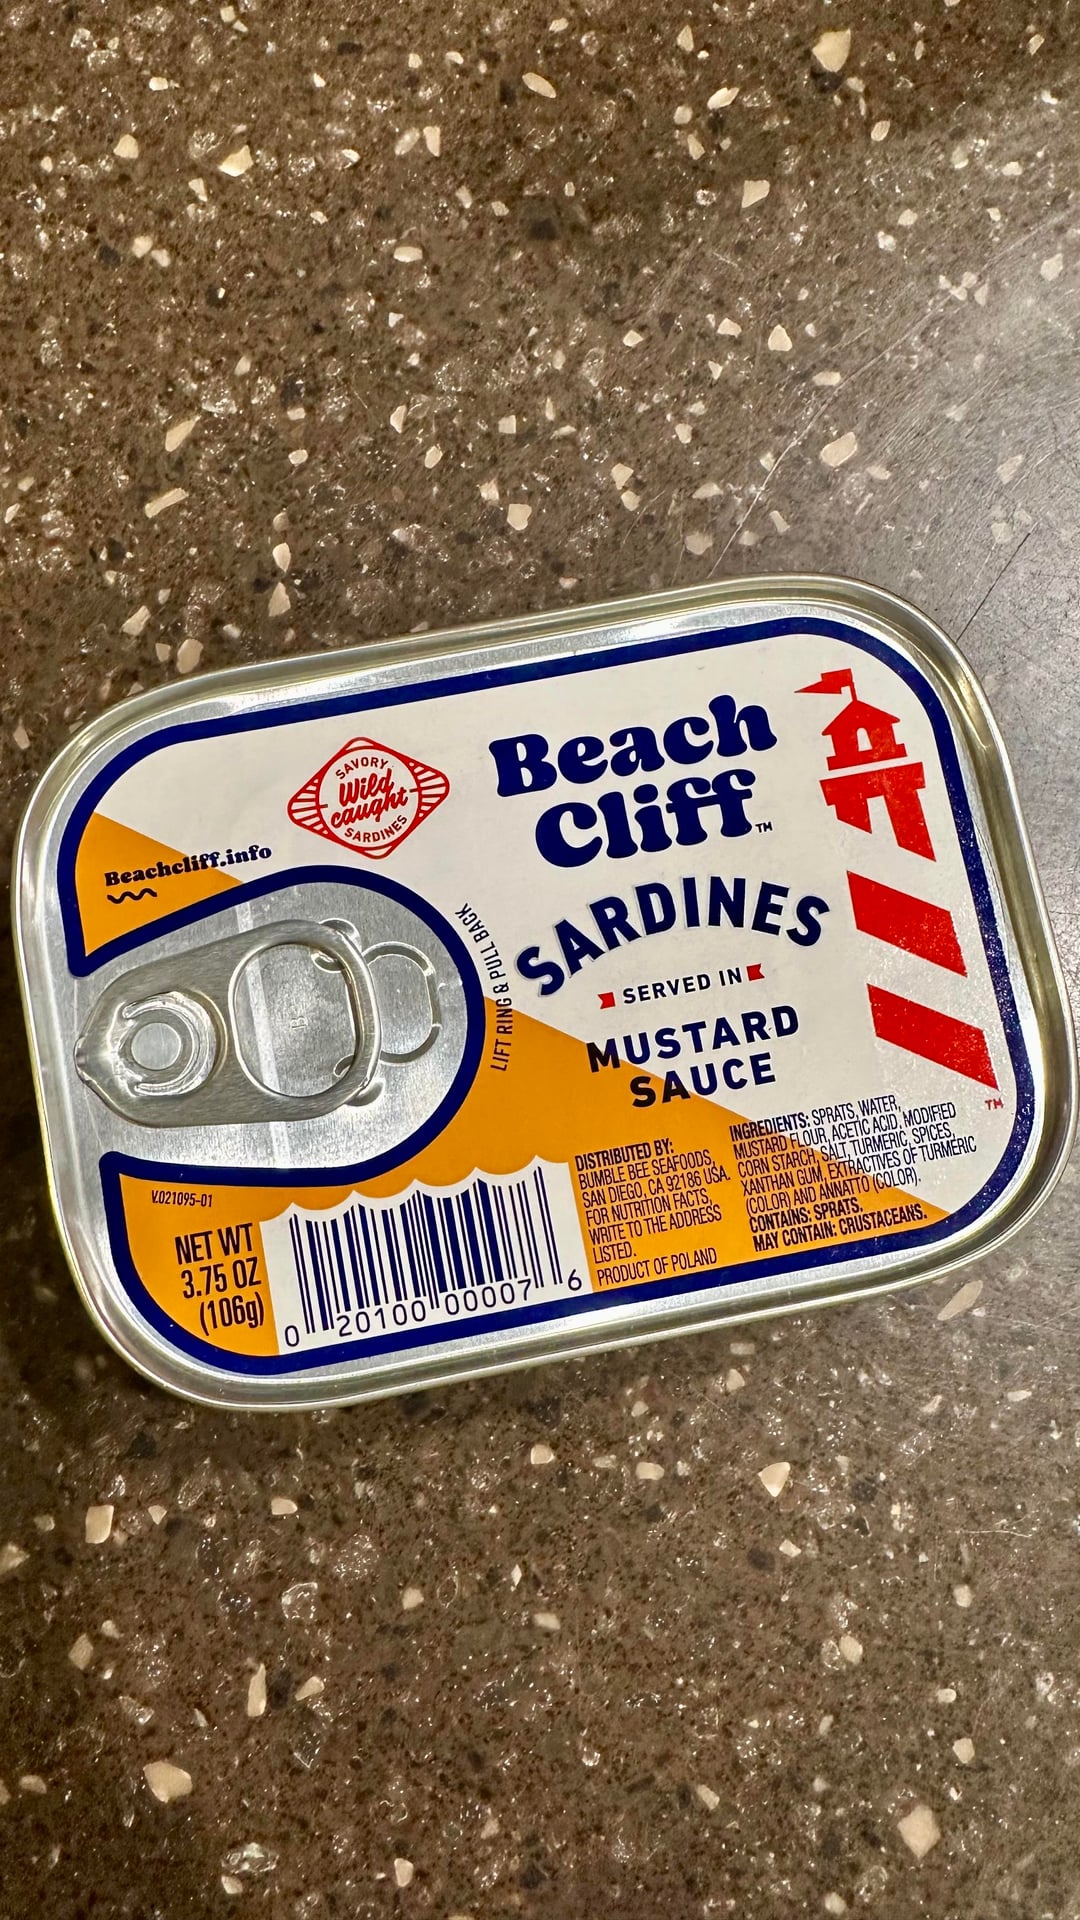 SAVORY
Wild
caught
SARDINES
Beachcliff.info
Beach
Cliff™
SARDINES
SERVED IN
MUSTARD
SAUCE
LIFT RING & PULL BACK
TM
V.021095-01
NET WT
3.75 OZ
(106g)
0 20100 00007 6
DISTRIBUTED BY:
BUMBLE BEE SEAFOODS,
SAN DIEGO, CA 92186 USA.
FOR NUTRITION FACTS,
WRITE TO THE ADDRESS
LISTED.
PRODUCT OF POLAND
INGREDIENTS: SPRATS, WATER,
MUSTARD FLOUR, ACETIC ACID, MODIFIED
CORN STARCH, SALT, TURMERIC, SPICES,
XANTHAN GUM, EXTRACTIVES OF TURMERIC
(COLOR) AND ANNATTO (COLOR).
CONTAINS: SPRATS.
MAY CONTAIN: CRUSTACEANS.